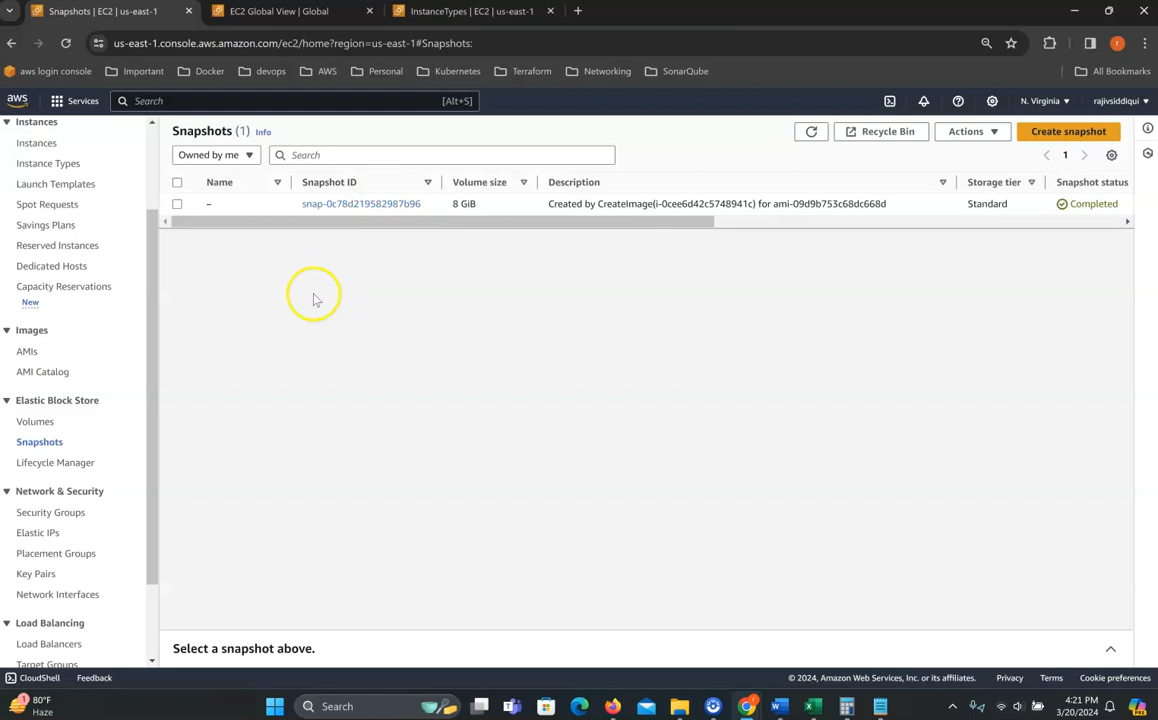 Snapshots | EC2 | us-east-1
EC2 Global View | Global
InstanceTypes | EC2 | us-east-1
us-east-1.console.aws.amazon.com/ec2/home?region=us-east-1#Snapshots:
r
aws login console
Important
Docker
devops
AWS
Personal
Kubernetes
Terraform
Networking
SonarQube
All Bookmarks
aws
Services
Search
[Alt+S]
N. Virginia
rajivsiddiqui
Instances
Instances
Instance Types
Launch Templates
Spot Requests
Savings Plans
Reserved Instances
Dedicated Hosts
Capacity Reservations
New
Images
AMIs
AMI Catalog
Elastic Block Store
Volumes
Snapshots
Lifecycle Manager
Network & Security
Security Groups
Elastic IPs
Placement Groups
Key Pairs
Network Interfaces
Load Balancing
Load Balancers
Target Groups
Snapshots (1) Info
Recycle Bin
Actions
Create snapshot
Owned by me
Search
1
Name
Snapshot ID
Volume size
Description
Storage tier
Snapshot status
–
snap-0c78d219582987b96
8 GiB
Created by CreateImage(i-0cee6d42c5748941c) for ami-09d9b753c68dc668d
Standard
Completed
Select a snapshot above.
CloudShell
Feedback
© 2024, Amazon Web Services, Inc. or its affiliates.
Privacy
Terms
Cookie preferences
80°F
Haze
Search
4:21 PM
3/20/2024